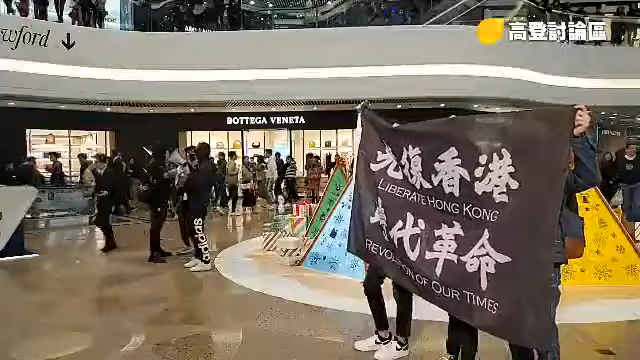 wford ↓
高登討論區
BOTTEGA VENETA
光復香港
LIBERATE HONG KONG
時代革命
REVOLUTION OF OUR TIMES
adidas